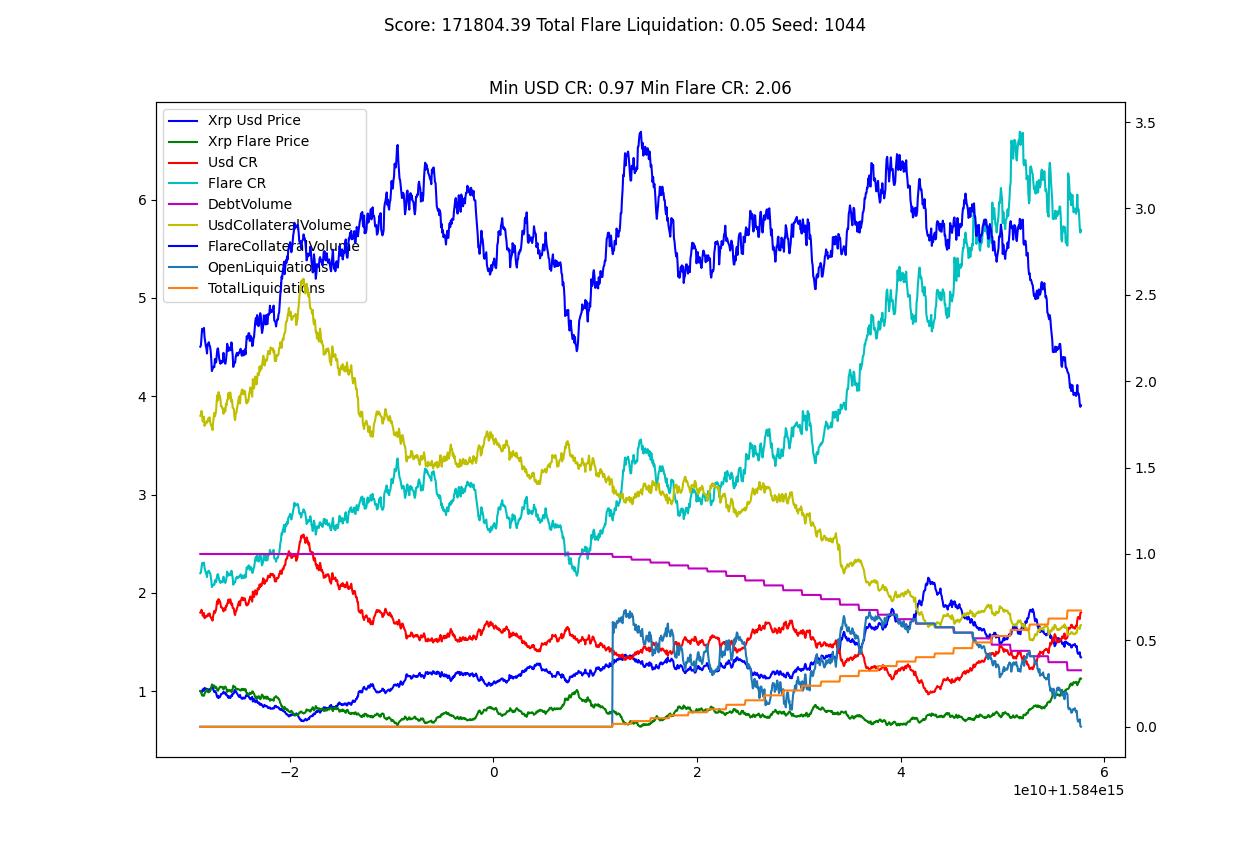 Score: 171804.39 Total Flare Liquidation: 0.05 Seed: 1044
Min USD CR: 0.97 Min Flare CR: 2.06
Xrp Usd Price
Xrp Flare Price
Usd CR
Flare CR
DebtVolume
UsdCollateralVolume
FlareCollateralVolume
OpenLiquidations
TotalLiquidations
6
5
4
3
2
1
3.5
3.0
2.5
2.0
1.5
1.0
0.5
0.0
−2
0
2
4
6
1e10+1.584e15